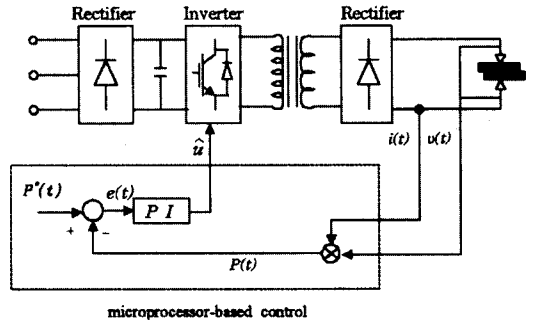 Rectifier Inverter Rectifier
û
i(t) υ(t)
P*(t)
e(t)
P I
+
−
P(t)
microprocessor-based control